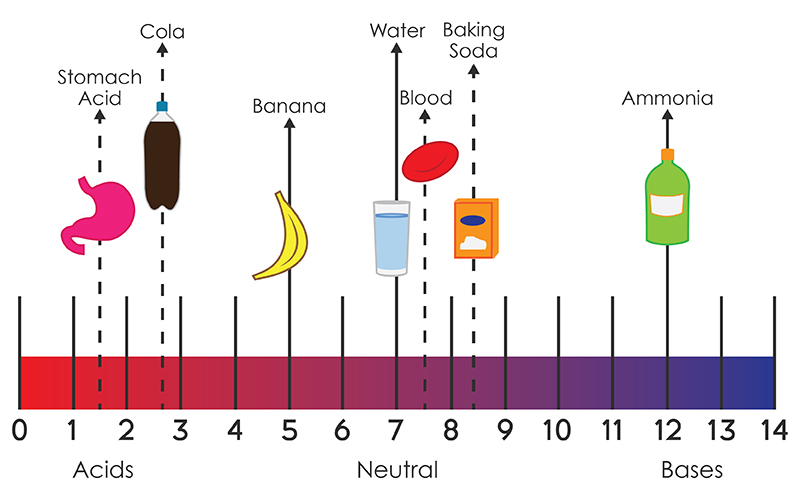 Cola
Water
Baking
Soda
Stomach
Acid
Banana
Blood
Ammonia
0 1 2 3 4 5 6 7 8 9 10 11 12 13 14
Acids Neutral Bases